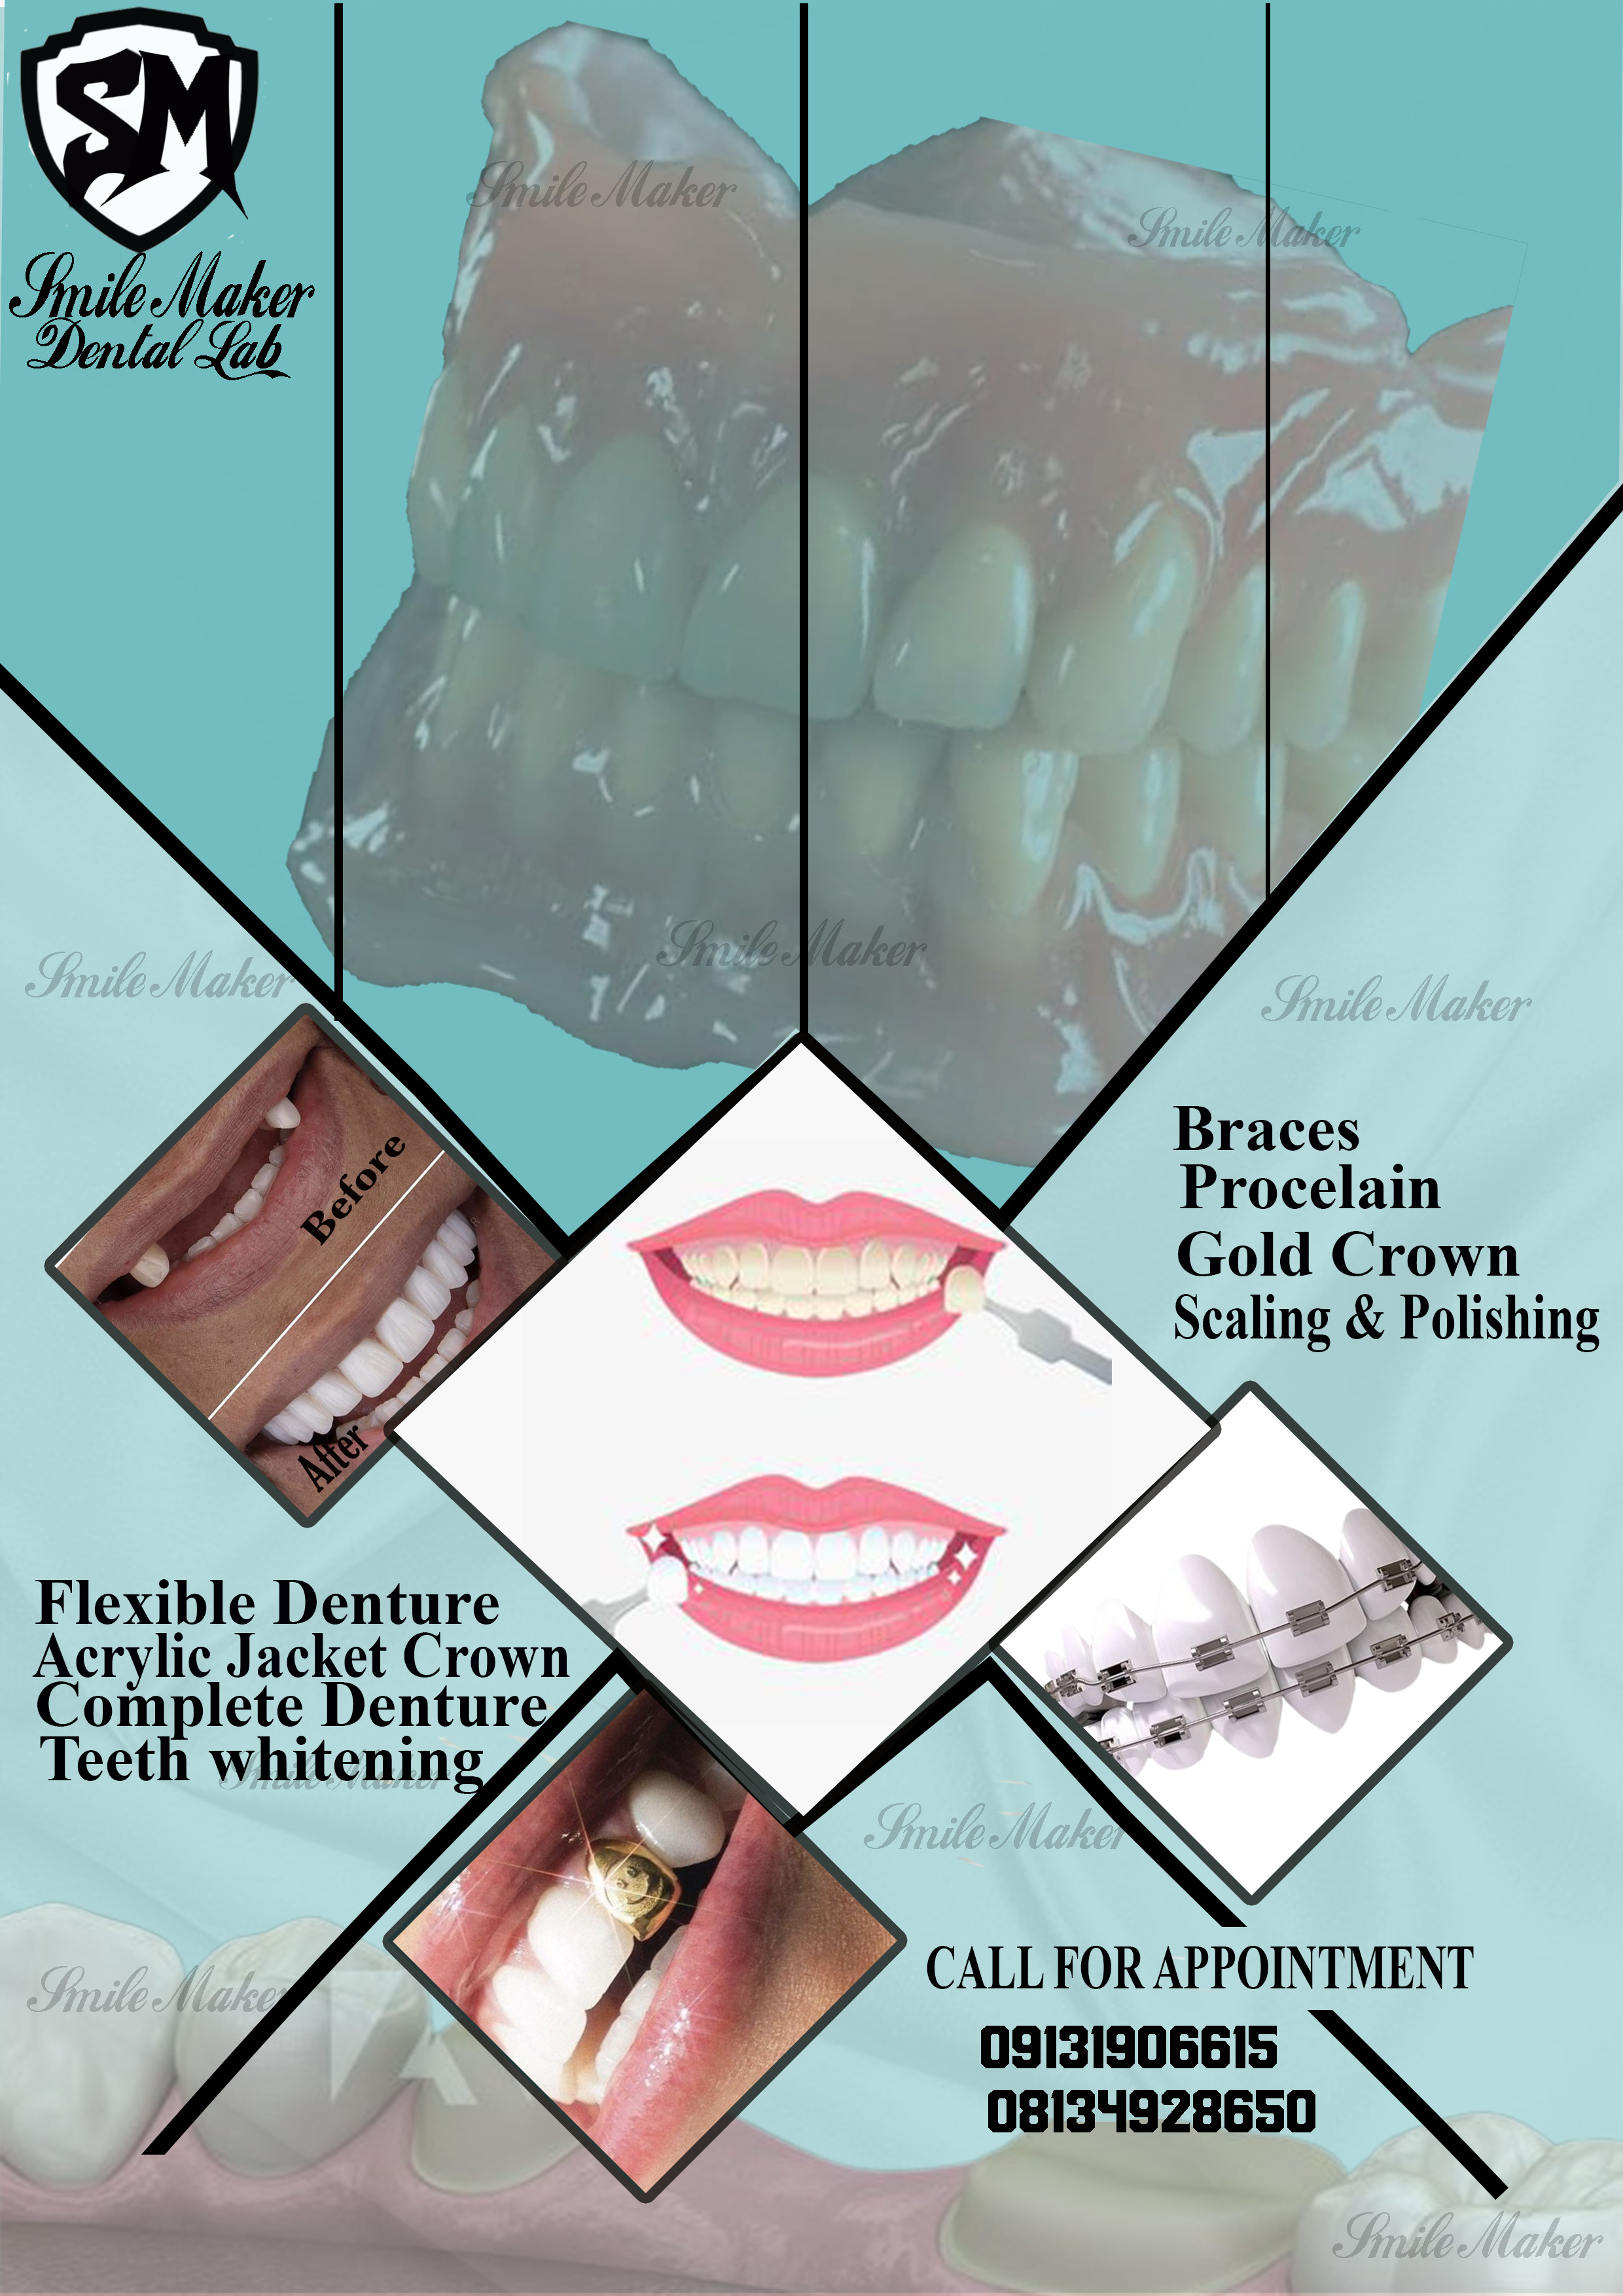 SM
Smile Maker
Dental Lab
Smile Maker
Smile Maker
Smile Maker
Smile Maker
Smile Maker
Before
After
Braces
Procelain
Gold Crown
Scaling & Polishing
Flexible Denture
Acrylic Jacket Crown
Complete Denture
Teeth whitening
Smile Maker
Smile Maker
CALL FOR APPOINTMENT
09131906615
08134928650
Smile Maker
Smile Maker